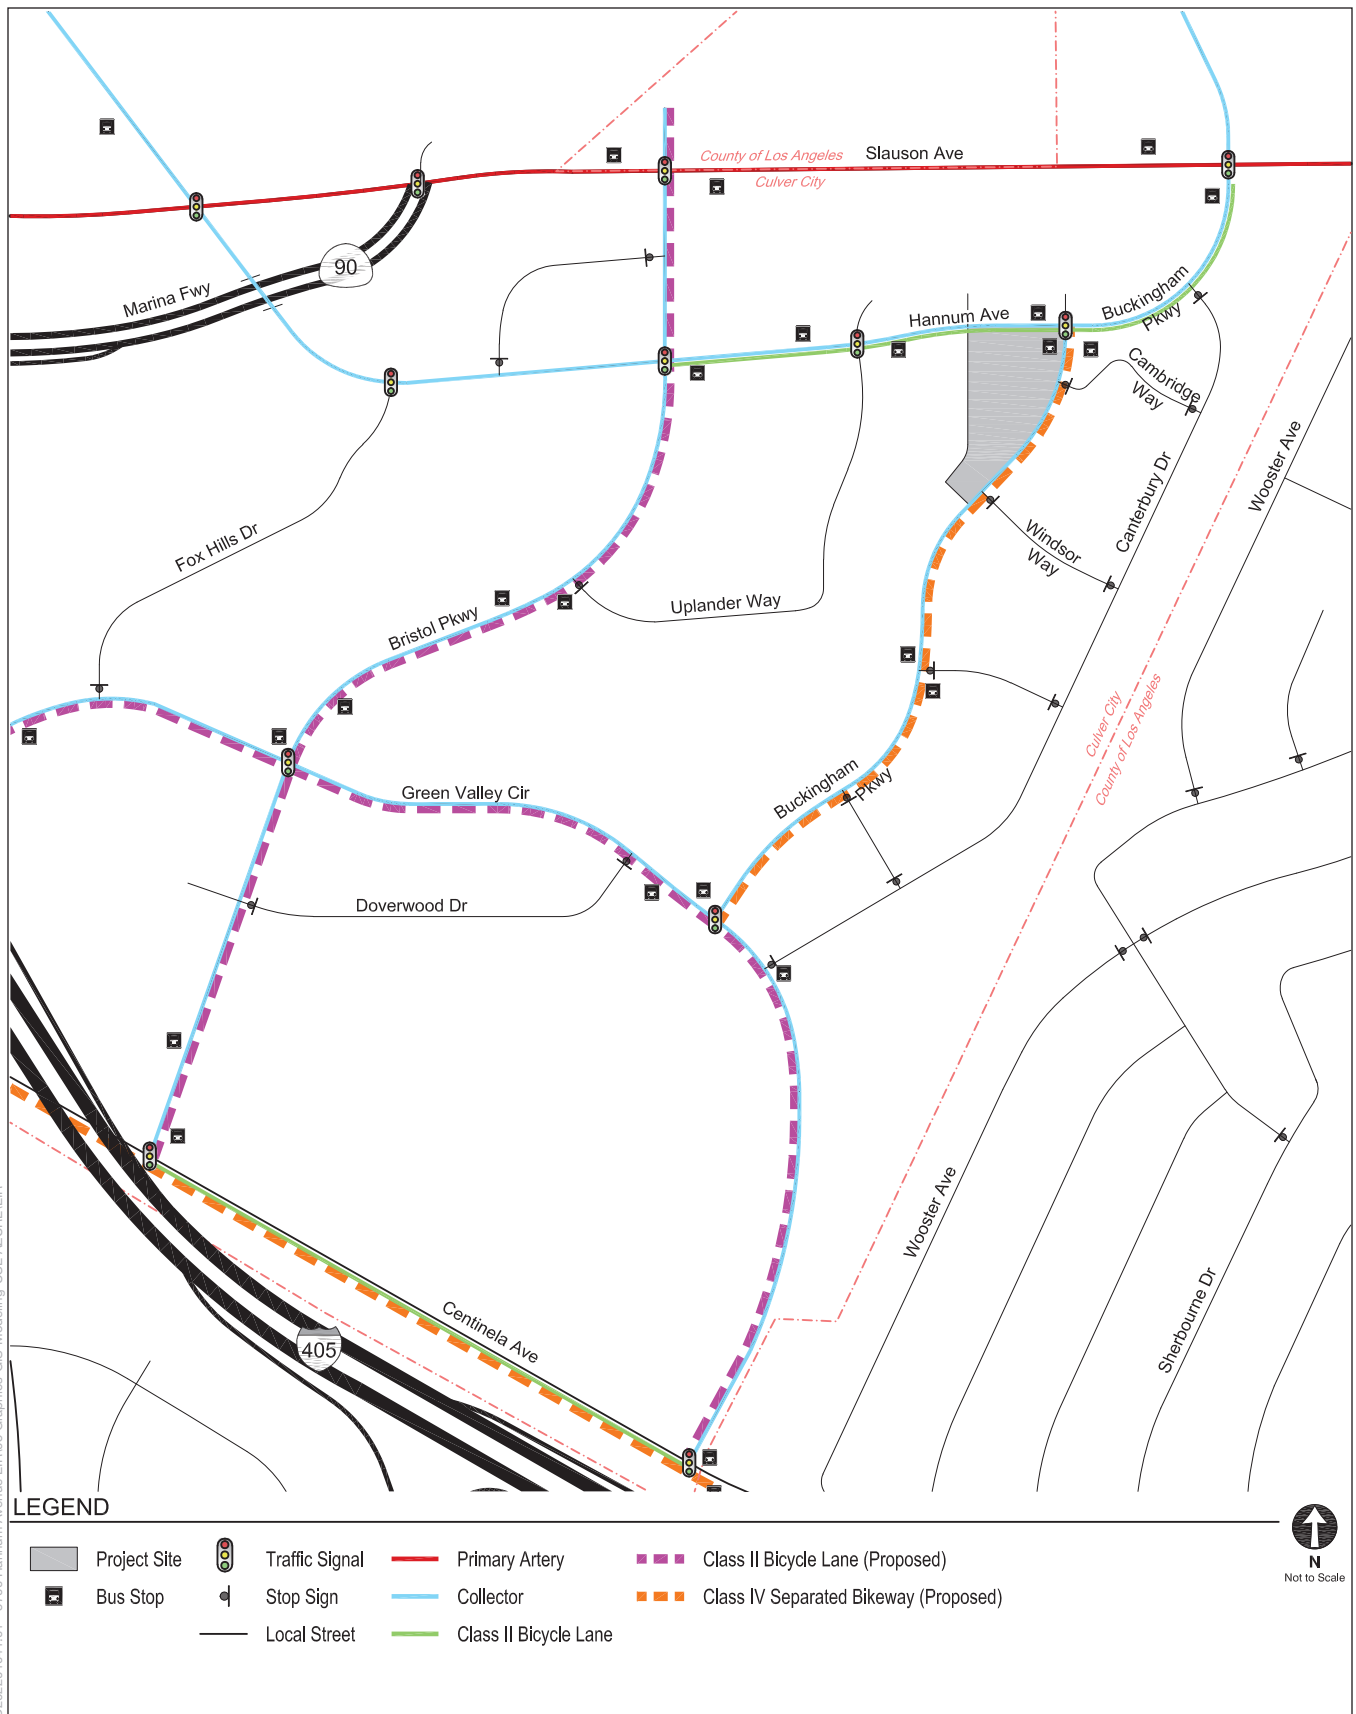 County of Los Angeles
Slauson Ave
Culver City
90
Marina Fwy
Hannum Ave
Buckingham
Pkwy
Cambridge
Way
Wooster Ave
Canterbury Dr
Fox Hills Dr
Windsor
Way
Uplander Way
Bristol Pkwy
Culver City
County of Los Angeles
Buckingham
Pkwy
Green Valley Cir
Doverwood Dr
Wooster Ave
Sherbourne Dr
Centinela Ave
405
LEGEND
Project Site
Traffic Signal
Primary Artery
Class II Bicycle Lane (Proposed)
Bus Stop
Stop Sign
Collector
Class IV Separated Bikeway (Proposed)
Local Street
Class II Bicycle Lane
N
Not to Scale